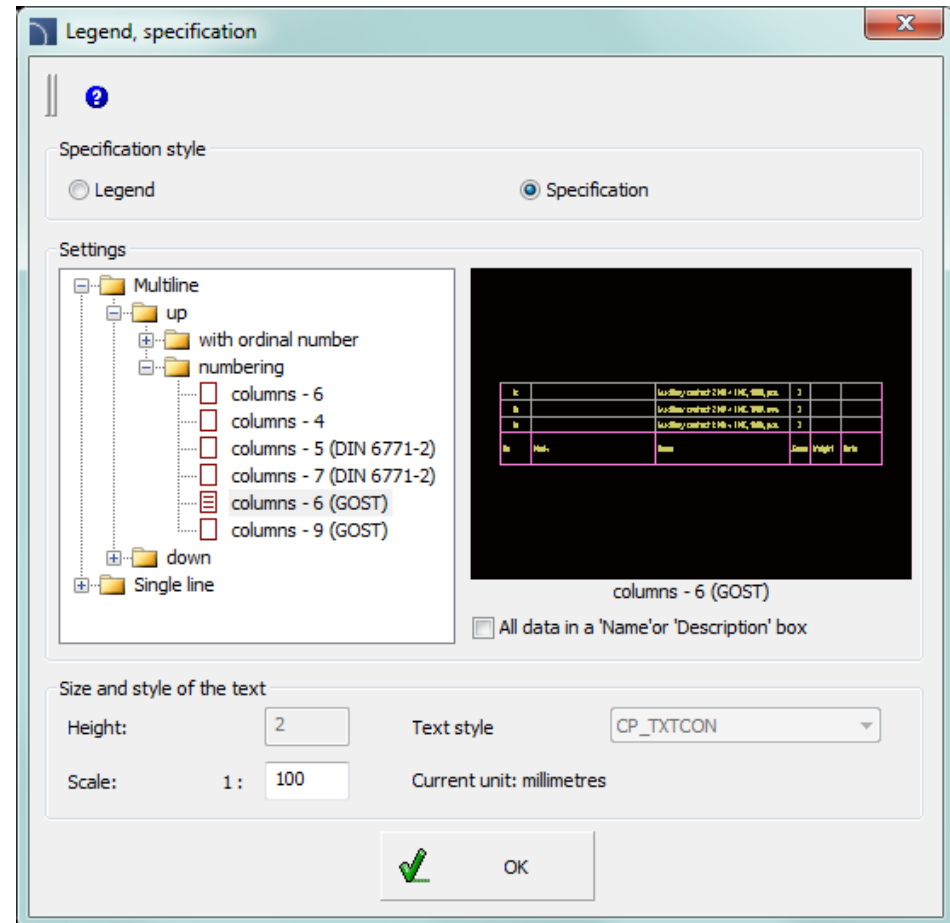 Legend, specification
Specification style
Legend
Specification
Settings
Multiline
up
with ordinal number
numbering
columns - 6
columns - 4
columns - 5 (DIN 6771-2)
columns - 7 (DIN 6771-2)
columns - 6 (GOST)
columns - 9 (GOST)
down
Single line
columns - 6 (GOST)
All data in a 'Name'or 'Description' box
Size and style of the text
Height: 2 Text style CP_TXTCON
Scale: 1 : 100 Current unit: millimetres
OK